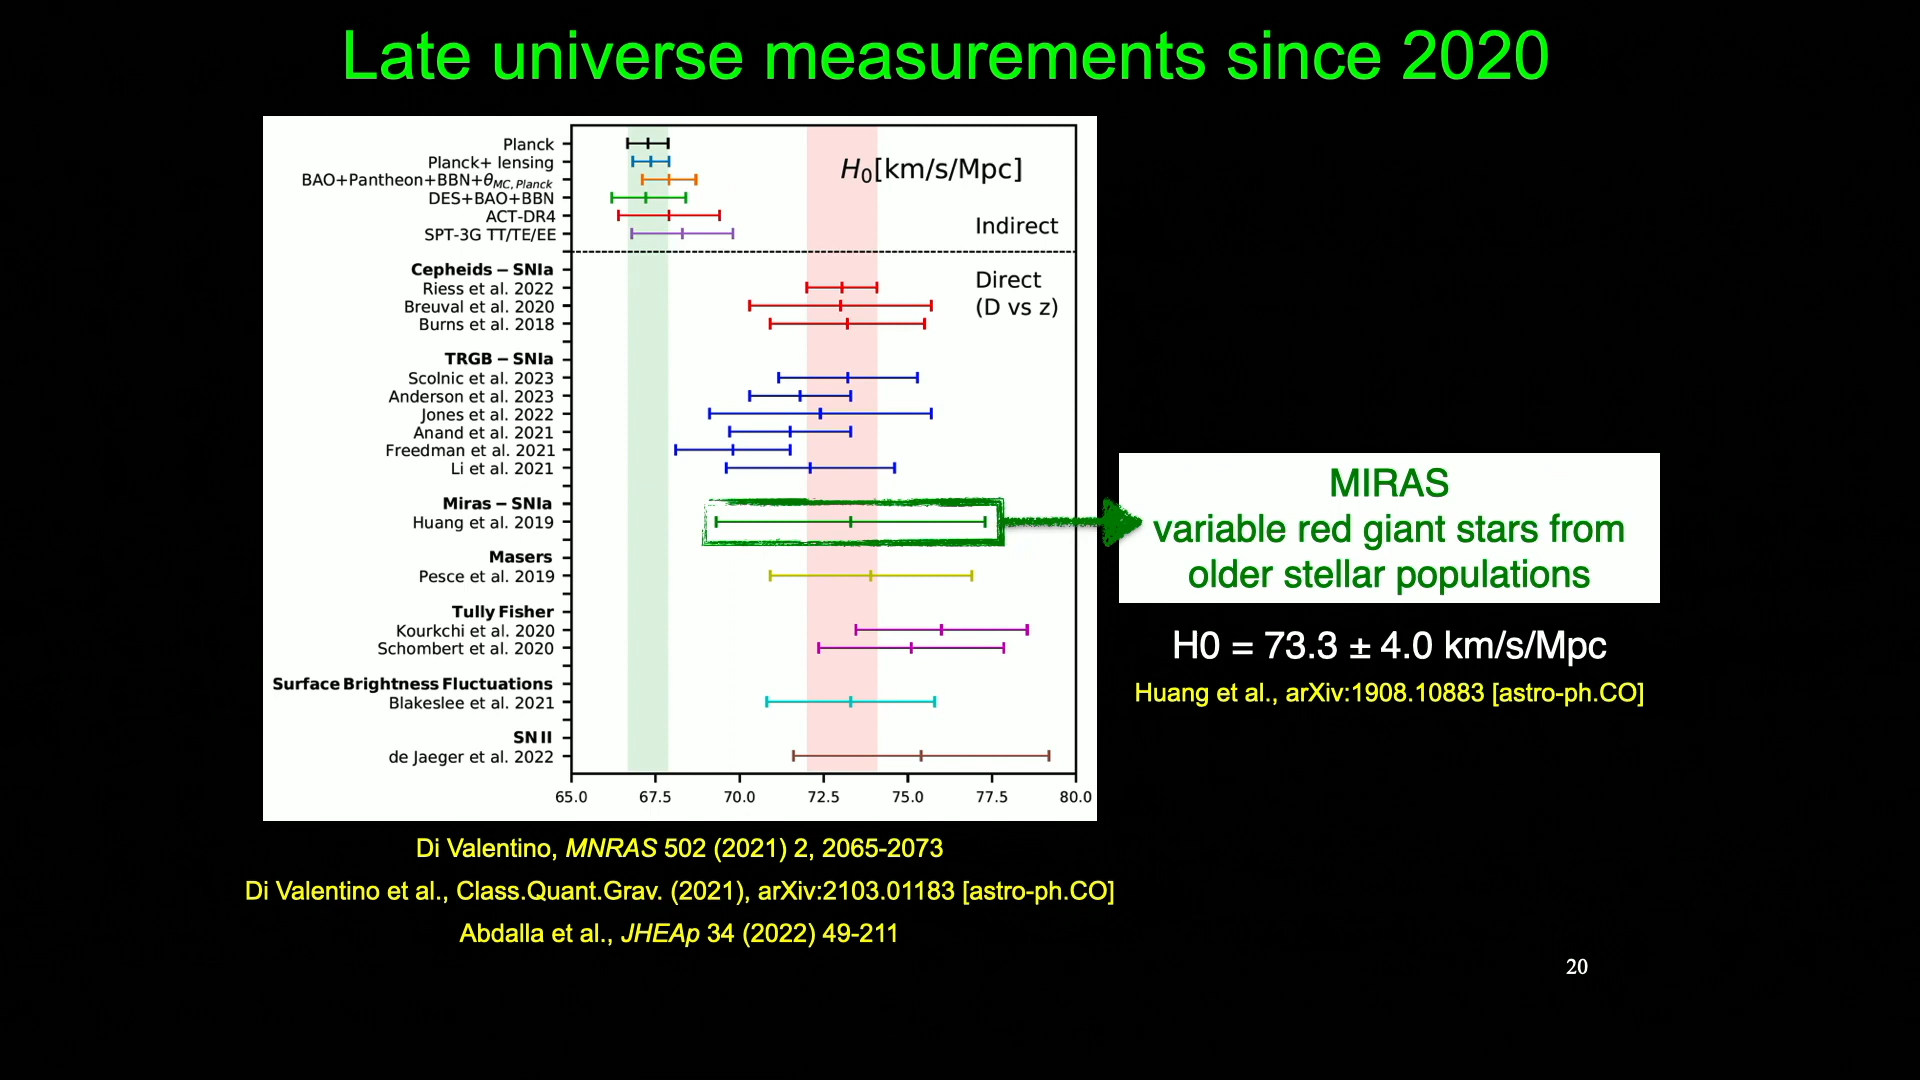 Late universe measurements since 2020
H₀[km/s/Mpc]
Planck
Planck+ lensing
BAO+Pantheon+BBN+θMC,Planck
DES+BAO+BBN
ACT-DR4
Indirect
SPT-3G TT/TE/EE
Cepheids – SNIa
Direct
(D vs z)
Riess et al. 2022
Breuval et al. 2020
Burns et al. 2018
TRGB – SNIa
Scolnic et al. 2023
Anderson et al. 2023
Jones et al. 2022
Anand et al. 2021
Freedman et al. 2021
Li et al. 2021
Miras – SNIa
Huang et al. 2019
Masers
Pesce et al. 2019
Tully Fisher
Kourkchi et al. 2020
Schombert et al. 2020
Surface Brightness Fluctuations
Blakeslee et al. 2021
SN II
de Jaeger et al. 2022
65.0 67.5 70.0 72.5 75.0 77.5 80.0
MIRAS
variable red giant stars from
older stellar populations
H0 = 73.3 ± 4.0 km/s/Mpc
Huang et al., arXiv:1908.10883 [astro-ph.CO]
Di Valentino, MNRAS 502 (2021) 2, 2065-2073
Di Valentino et al., Class.Quant.Grav. (2021), arXiv:2103.01183 [astro-ph.CO]
Abdalla et al., JHEAp 34 (2022) 49-211
20